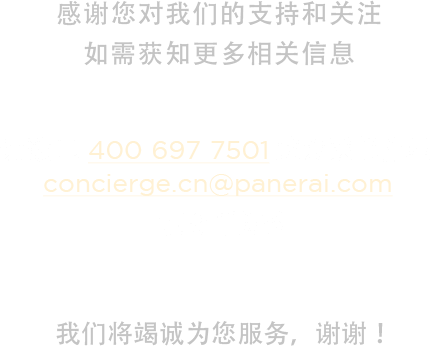 感谢您对我们的支持和关注
如需获知更多相关信息
400 697 7501
concierge.cn@panerai.com
我们将竭诚为您服务，谢谢！